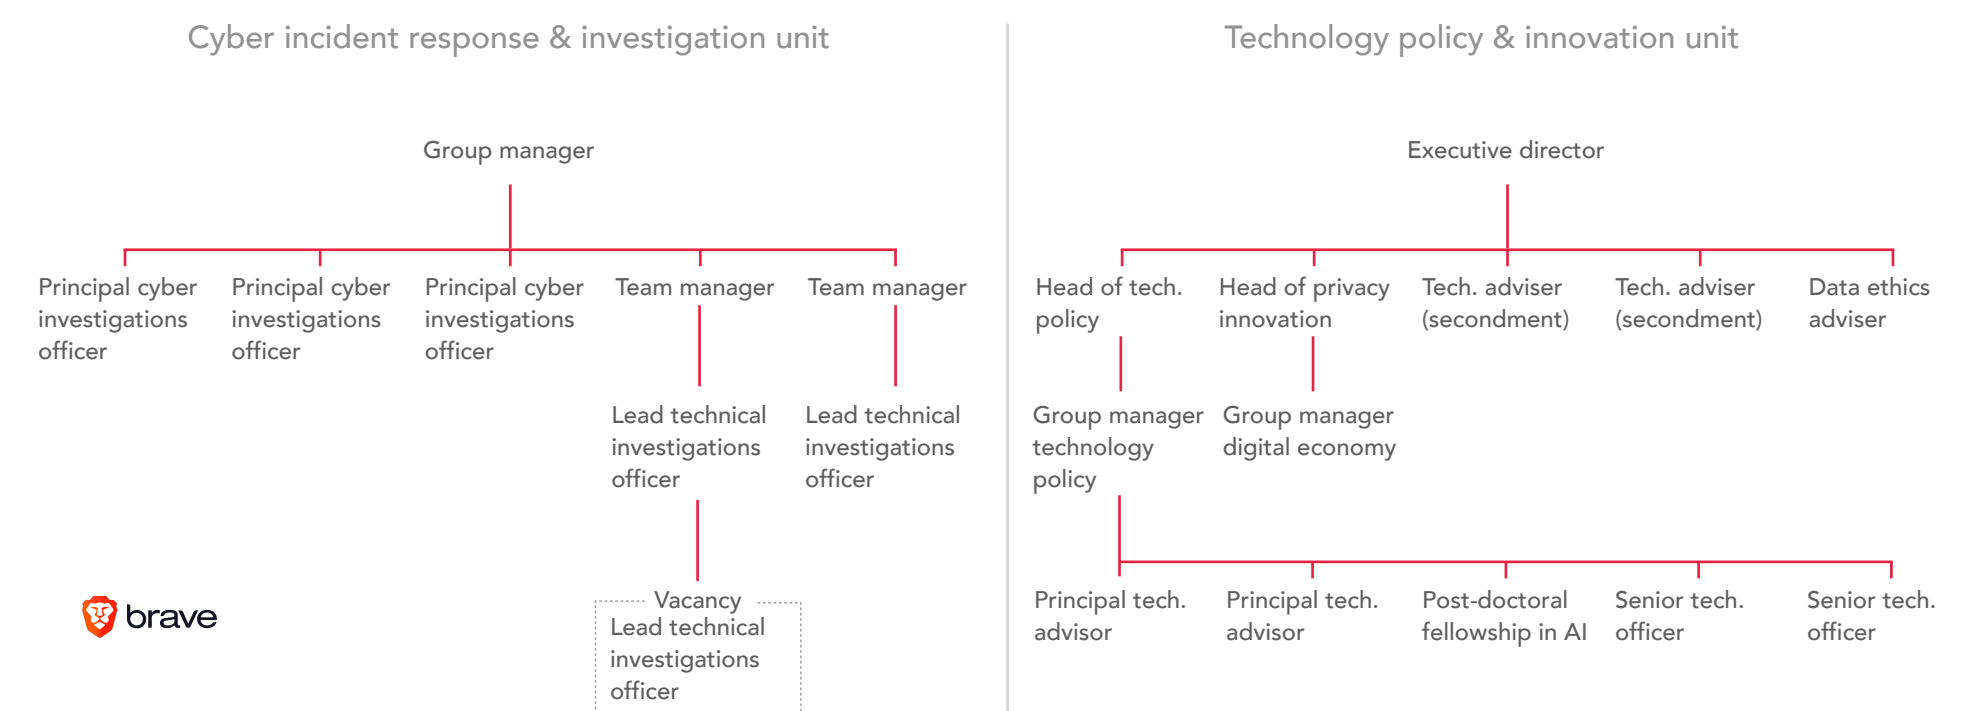 Cyber incident response & investigation unit
Group manager
Principal cyber
investigations
officer
Principal cyber
investigations
officer
Principal cyber
investigations
officer
Team manager
Team manager
Lead technical
investigations
officer
Lead technical
investigations
officer
Vacancy
Lead technical
investigations
officer
brave
Technology policy & innovation unit
Executive director
Head of tech.
policy
Head of privacy
innovation
Tech. adviser
(secondment)
Tech. adviser
(secondment)
Data ethics
adviser
Group manager
technology
policy
Group manager
digital economy
Principal tech.
advisor
Principal tech.
advisor
Post-doctoral
fellowship in AI
Senior tech.
officer
Senior tech.
officer